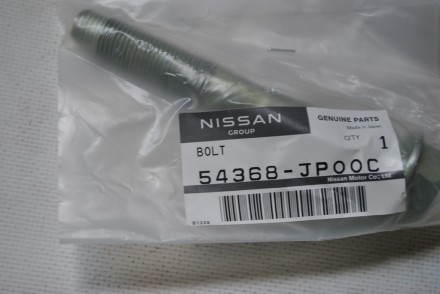 NISSAN
GROUP
GENUINE PARTS
Made in Japan
QTY 1
BOLT
54368-JP00C
Nissan Motor Co., Ltd.